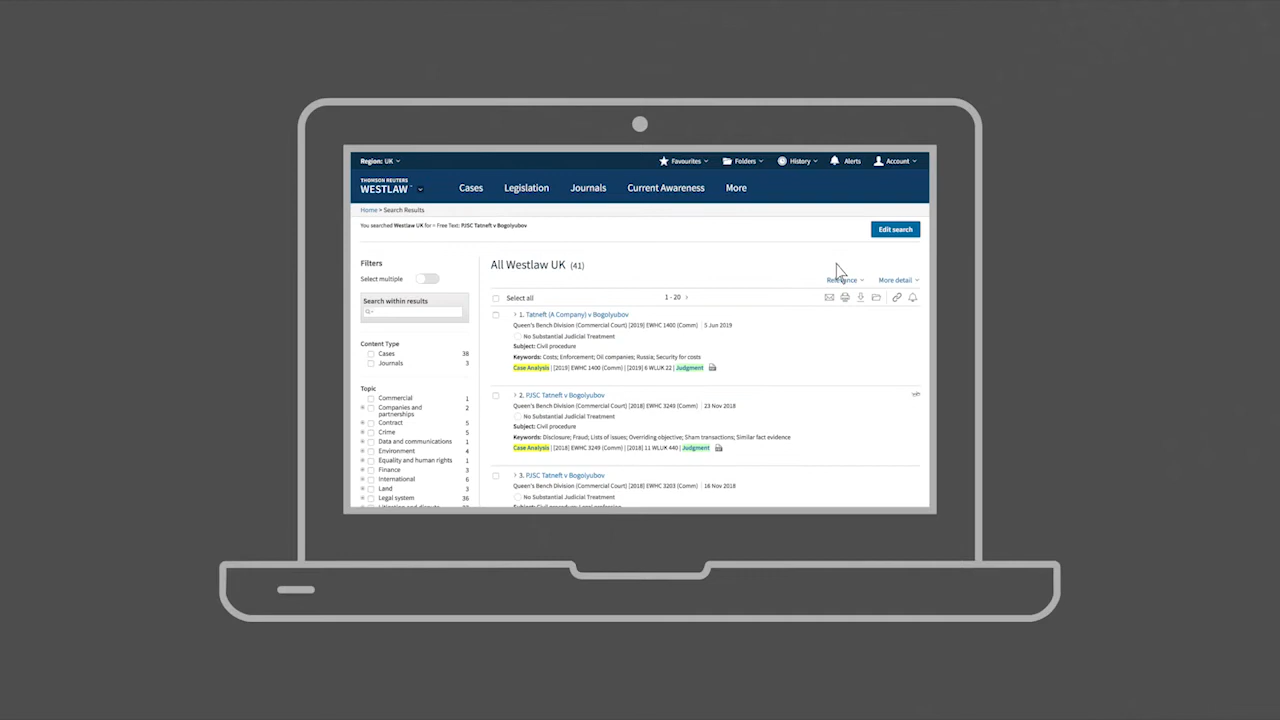 Region: UK
Favourites
Folders
History
Alerts
Account
THOMSON REUTERS
WESTLAW™
Cases
Legislation
Journals
Current Awareness
More
Home > Search Results
You searched Westlaw UK for = Free Text: PJSC Tatneft v Bogolyubov
Edit search
Filters
Select multiple
Search within results
Content Type
Cases 38
Journals 3
Topic
Commercial 1
Companies and
partnerships 2
Contract 5
Crime 5
Data and communications 1
Environment 4
Equality and human rights 1
Finance 3
International 6
Land 3
Legal system 36
All Westlaw UK (41)
Relevance
More detail
Select all
1 - 20
1. Tatneft (A Company) v Bogolyubov
Queen's Bench Division (Commercial Court) [2019] EWHC 1400 (Comm) | 5 Jun 2019
No Substantial Judicial Treatment
Subject: Civil procedure
Keywords: Costs; Enforcement; Oil companies; Russia; Security for costs
Case Analysis | [2019] EWHC 1400 (Comm) | [2019] 6 WLUK 22 | Judgment
2. PJSC Tatneft v Bogolyubov
Queen's Bench Division (Commercial Court) [2018] EWHC 3249 (Comm) | 23 Nov 2018
No Substantial Judicial Treatment
Subject: Civil procedure
Keywords: Disclosure; Fraud; Lists of issues; Overriding objective; Sham transactions; Similar fact evidence
Case Analysis | [2018] EWHC 3249 (Comm) | [2018] 11 WLUK 440 | Judgment
3. PJSC Tatneft v Bogolyubov
Queen's Bench Division (Commercial Court) [2018] EWHC 3203 (Comm) | 16 Nov 2018
No Substantial Judicial Treatment